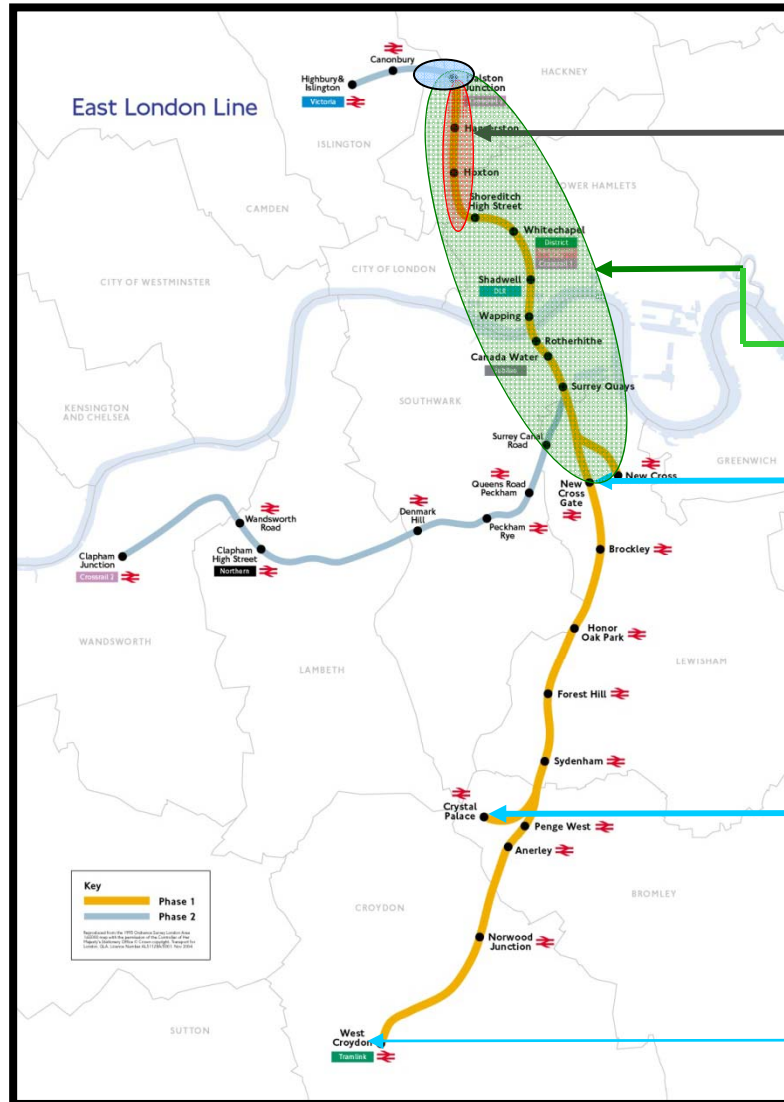 Canonbury
Highbury &
Islington
Victoria
Dalston
Junction
HACKNEY
East London Line
ISLINGTON
Haggerston
Hoxton
TOWER HAMLETS
Shoreditch
High Street
CAMDEN
Whitechapel
District
CITY OF LONDON
CITY OF WESTMINSTER
Shadwell
DLR
Wapping
Rotherhithe
Canada Water
Jubilee
Surrey Quays
KENSINGTON
AND CHELSEA
SOUTHWARK
Surrey Canal
Road
GREENWICH
Queens Road
Peckham
New Cross
New
Cross
Gate
Wandsworth
Road
Denmark
Hill
Peckham
Rye
Clapham
Junction
Crossrail 2
Clapham
High Street
Northern
Brockley
WANDSWORTH
LAMBETH
Honor
Oak Park
LEWISHAM
Forest Hill
Sydenham
Crystal
Palace
Penge West
Anerley
Key
Phase 1
Phase 2
CROYDON
BROMLEY
Norwood
Junction
SUTTON
West
Croydon
Tramlink